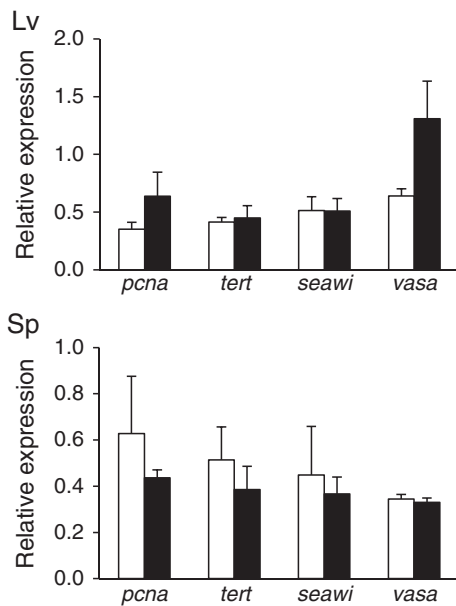 Lv
Relative expression
2.0
1.5
1.0
0.5
0.0
pcna tert seawi vasa
Sp
Relative expression
1.0
0.8
0.6
0.4
0.2
0.0
pcna tert seawi vasa